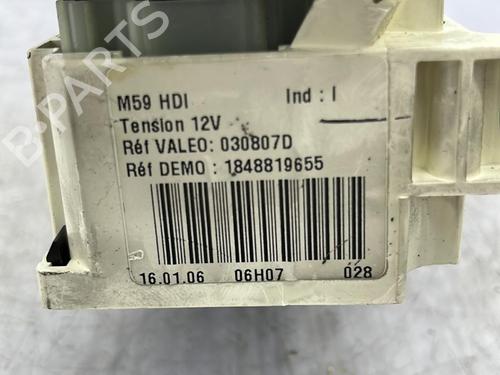 M59 HDI Ind : I
Tension 12V
Réf VALEO: 030807D
Réf DEMO : 1848819655
16.01.06 06H07 028
B-PARTS